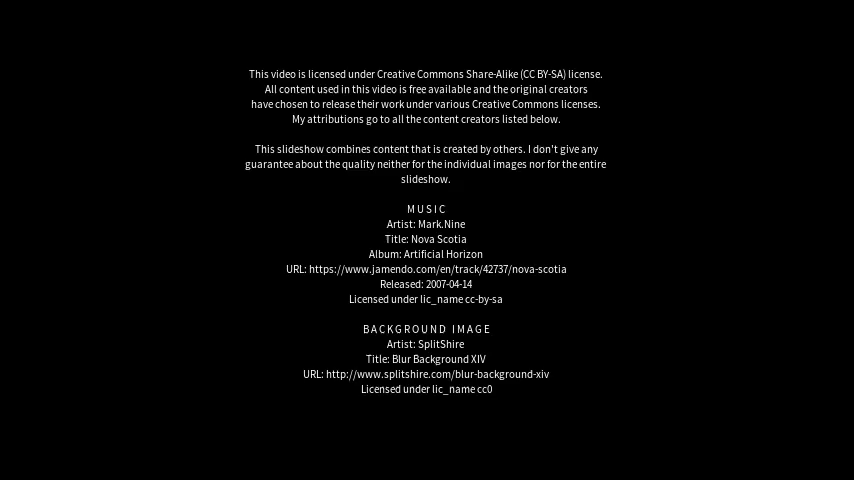 This video is licensed under Creative Commons Share-Alike (CC BY-SA) license.
All content used in this video is free available and the original creators
have chosen to release their work under various Creative Commons licenses.
My attributions go to all the content creators listed below.
This slideshow combines content that is created by others. I don't give any
guarantee about the quality neither for the individual images nor for the entire
slideshow.
MUSIC
Artist: Mark.Nine
Title: Nova Scotia
Album: Artificial Horizon
URL: https://www.jamendo.com/en/track/42737/nova-scotia
Released: 2007-04-14
Licensed under lic_name cc-by-sa
BACKGROUND IMAGE
Artist: SplitShire
Title: Blur Background XIV
URL: http://www.splitshire.com/blur-background-xiv
Licensed under lic_name cc0